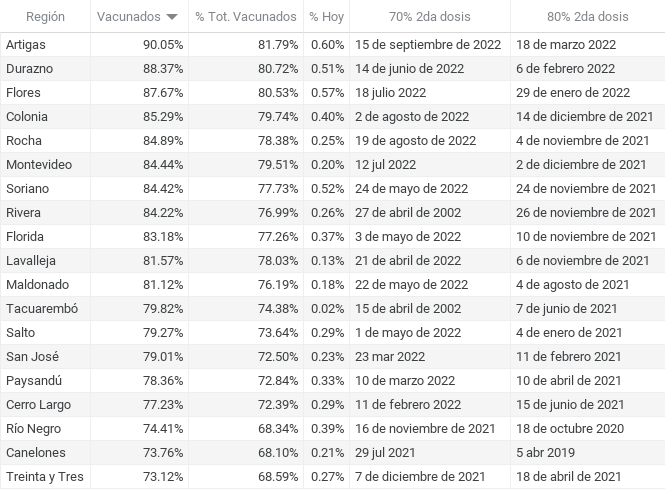 Región Vacunados % Tot. Vacunados % Hoy 70% 2da dosis 80% 2da dosis
Artigas 90.05% 81.79% 0.60% 15 de septiembre de 2022 18 de marzo 2022
Durazno 88.37% 80.72% 0.51% 14 de junio de 2022 6 de febrero 2022
Flores 87.67% 80.53% 0.57% 18 julio 2022 29 de enero de 2022
Colonia 85.29% 79.74% 0.40% 2 de agosto de 2022 14 de diciembre de 2021
Rocha 84.89% 78.38% 0.25% 19 de agosto de 2022 4 de noviembre de 2021
Montevideo 84.44% 79.51% 0.20% 12 jul 2022 2 de diciembre de 2021
Soriano 84.42% 77.73% 0.52% 24 de mayo de 2022 24 de noviembre de 2021
Rivera 84.22% 76.99% 0.26% 27 de abril de 2002 26 de noviembre de 2021
Florida 83.18% 77.26% 0.37% 3 de mayo de 2022 10 de noviembre de 2021
Lavalleja 81.57% 78.03% 0.13% 21 de abril de 2022 6 de noviembre de 2021
Maldonado 81.12% 76.19% 0.18% 22 de mayo de 2022 4 de agosto de 2021
Tacuarembó 79.82% 74.38% 0.02% 15 de abril de 2002 7 de junio de 2021
Salto 79.27% 73.64% 0.29% 1 de mayo de 2022 4 de enero de 2021
San José 79.01% 72.50% 0.23% 23 mar 2022 11 de febrero 2021
Paysandú 78.36% 72.84% 0.33% 10 de marzo 2022 10 de abril de 2021
Cerro Largo 77.23% 72.39% 0.29% 11 de febrero 2022 15 de junio de 2021
Río Negro 74.41% 68.34% 0.39% 16 de noviembre de 2021 18 de octubre 2020
Canelones 73.76% 68.10% 0.21% 29 jul 2021 5 abr 2019
Treinta y Tres 73.12% 68.59% 0.27% 7 de diciembre de 2021 18 de abril de 2021